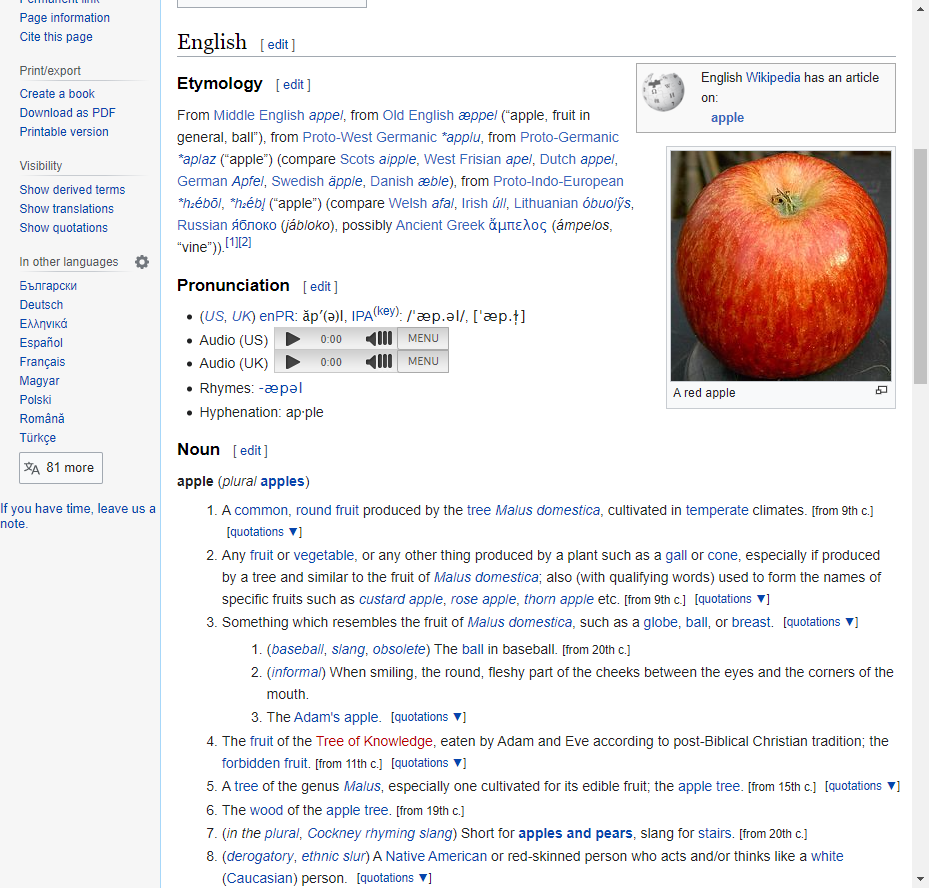 Permanent link
Page information
Cite this page
Print/export
Create a book
Download as PDF
Printable version
Visibility
Show derived terms
Show translations
Show quotations
In other languages
Български
Deutsch
Ελληνικά
Español
Français
Magyar
Polski
Română
Türkçe
81 more
If you have time, leave us a
note.
English [ edit ]
Etymology [ edit ]
From Middle English appel, from Old English æppel (“apple, fruit in
general, ball”), from Proto-West Germanic *applu, from Proto-Germanic
*aplaz (“apple”) (compare Scots aipple, West Frisian apel, Dutch appel,
German Apfel, Swedish äpple, Danish æble), from Proto-Indo-European
*h₂ébōl, *h₂ébl̥ (“apple”) (compare Welsh afal, Irish úll, Lithuanian óbuolỹs,
Russian я́блоко (jábloko), possibly Ancient Greek ἄμπελος (ámpelos,
“vine”)).[1][2]
English Wikipedia has an article
on:
apple
A red apple
Pronunciation [ edit ]
(US, UK) enPR: ăp′(ə)l, IPA(key): /ˈæp.əl/, [ˈæp.ɫ̩]
Audio (US) 0:00 MENU
Audio (UK) 0:00 MENU
Rhymes: -æpəl
Hyphenation: ap‧ple
Noun [ edit ]
apple (plural apples)
1. A common, round fruit produced by the tree Malus domestica, cultivated in temperate climates. [from 9th c.]
[quotations ▼]
2. Any fruit or vegetable, or any other thing produced by a plant such as a gall or cone, especially if produced
by a tree and similar to the fruit of Malus domestica; also (with qualifying words) used to form the names of
specific fruits such as custard apple, rose apple, thorn apple etc. [from 9th c.] [quotations ▼]
3. Something which resembles the fruit of Malus domestica, such as a globe, ball, or breast. [quotations ▼]
1. (baseball, slang, obsolete) The ball in baseball. [from 20th c.]
2. (informal) When smiling, the round, fleshy part of the cheeks between the eyes and the corners of the
mouth.
3. The Adam's apple. [quotations ▼]
4. The fruit of the Tree of Knowledge, eaten by Adam and Eve according to post-Biblical Christian tradition; the
forbidden fruit. [from 11th c.] [quotations ▼]
5. A tree of the genus Malus, especially one cultivated for its edible fruit; the apple tree. [from 15th c.] [quotations ▼]
6. The wood of the apple tree. [from 19th c.]
7. (in the plural, Cockney rhyming slang) Short for apples and pears, slang for stairs. [from 20th c.]
8. (derogatory, ethnic slur) A Native American or red-skinned person who acts and/or thinks like a white
(Caucasian) person. [quotations ▼]